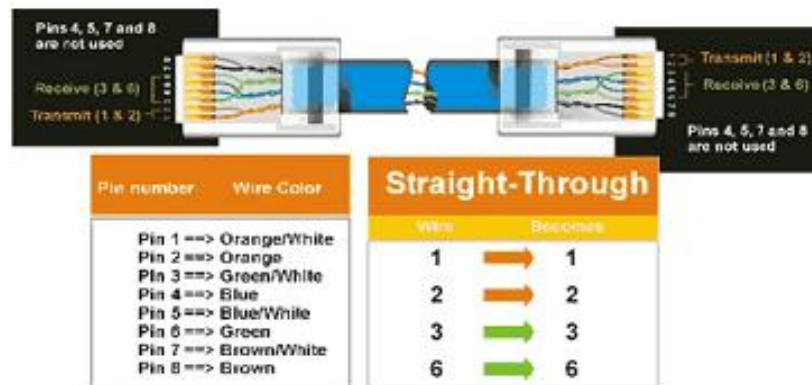 Pins 4, 5, 7 and 8
are not used
Receive (3 & 6)
Transmit (1 & 2)
Transmit (1 & 2)
Receive (3 & 6)
Pins 4, 5, 7 and 8
are not used
Pin number Wire Color
Pin 1 ==> Orange/White
Pin 2 ==> Orange
Pin 3 ==> Green/White
Pin 4 ==> Blue
Pin 5 ==> Blue/White
Pin 6 ==> Green
Pin 7 ==> Brown/White
Pin 8 ==> Brown
Straight-Through
Wire Becomes
1 1
2 2
3 3
6 6